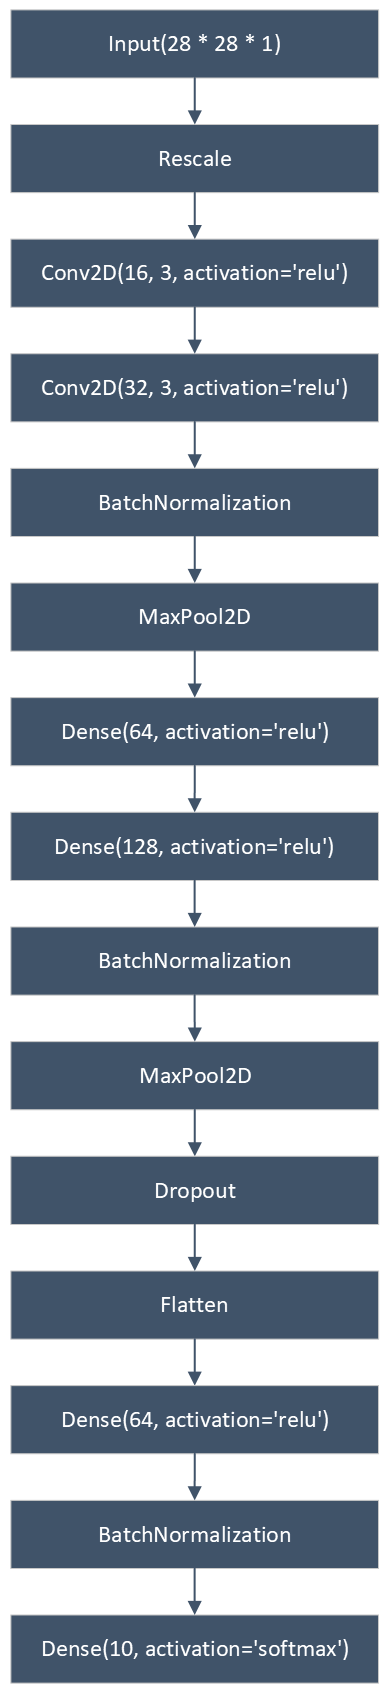 Input(28 * 28 * 1)
Rescale
Conv2D(16, 3, activation='relu')
Conv2D(32, 3, activation='relu')
BatchNormalization
MaxPool2D
Dense(64, activation='relu')
Dense(128, activation='relu')
BatchNormalization
MaxPool2D
Dropout
Flatten
Dense(64, activation='relu')
BatchNormalization
Dense(10, activation='softmax')